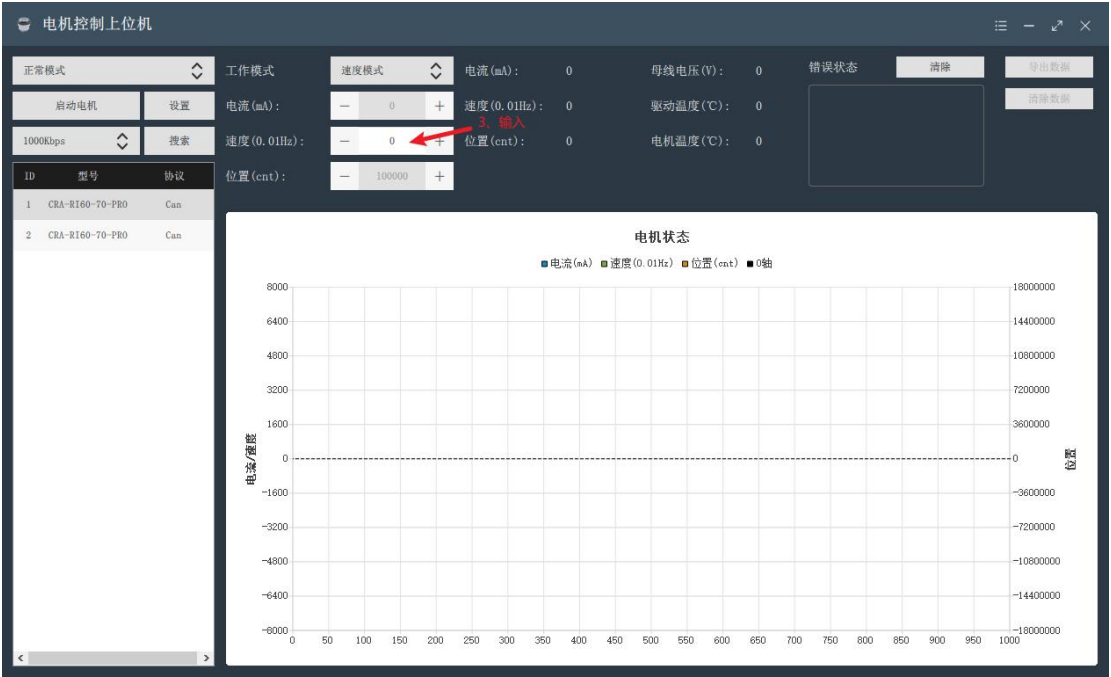 电机控制上位机
正常模式
启动电机 设置
1000Kbps 搜索
ID 型号 协议
1 CRA-RI60-70-PRO Can
2 CRA-RI60-70-PRO Can
工作模式 速度模式
电流(mA): － 0 +
速度(0.01Hz): － 0 +
位置(cnt): － 100000 +
3、输入
电流(mA): 0 母线电压(V): 0
速度(0.01Hz): 0 驱动温度(℃): 0
位置(cnt): 0 电机温度(℃): 0
错误状态 清除
导出数据
清除数据
电机状态
电流(mA) 速度(0.01Hz) 位置(cnt) 0轴
电流/速度
8000
6400
4800
3200
1600
0
-1600
-3200
-4800
-6400
-8000
0 50 100 150 200 250 300 350 400 450 500 550 600 650 700 750 800 850 900 950 1000
18000000
14400000
10800000
7200000
3600000
0
-3600000
-7200000
-10800000
-14400000
-18000000
位置